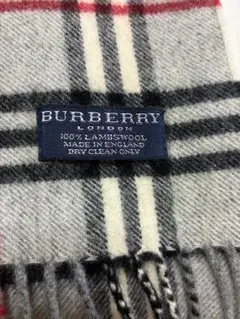 BURBERRY
LONDON
100% LAMBSWOOL
MADE IN ENGLAND
DRY CLEAN ONLY